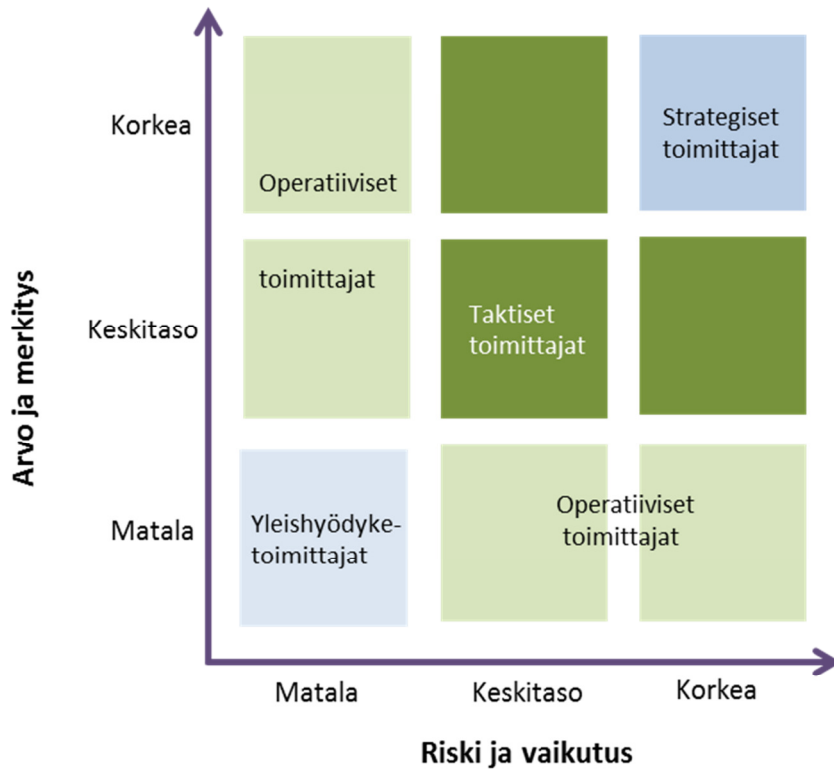 Korkea
Strategiset
toimittajat
Operatiiviset
toimittajat
Arvo ja merkitys
Keskitaso
Taktiset
toimittajat
Matala
Yleishyödyke-
toimittajat
Operatiiviset
toimittajat
Matala
Keskitaso
Korkea
Riski ja vaikutus